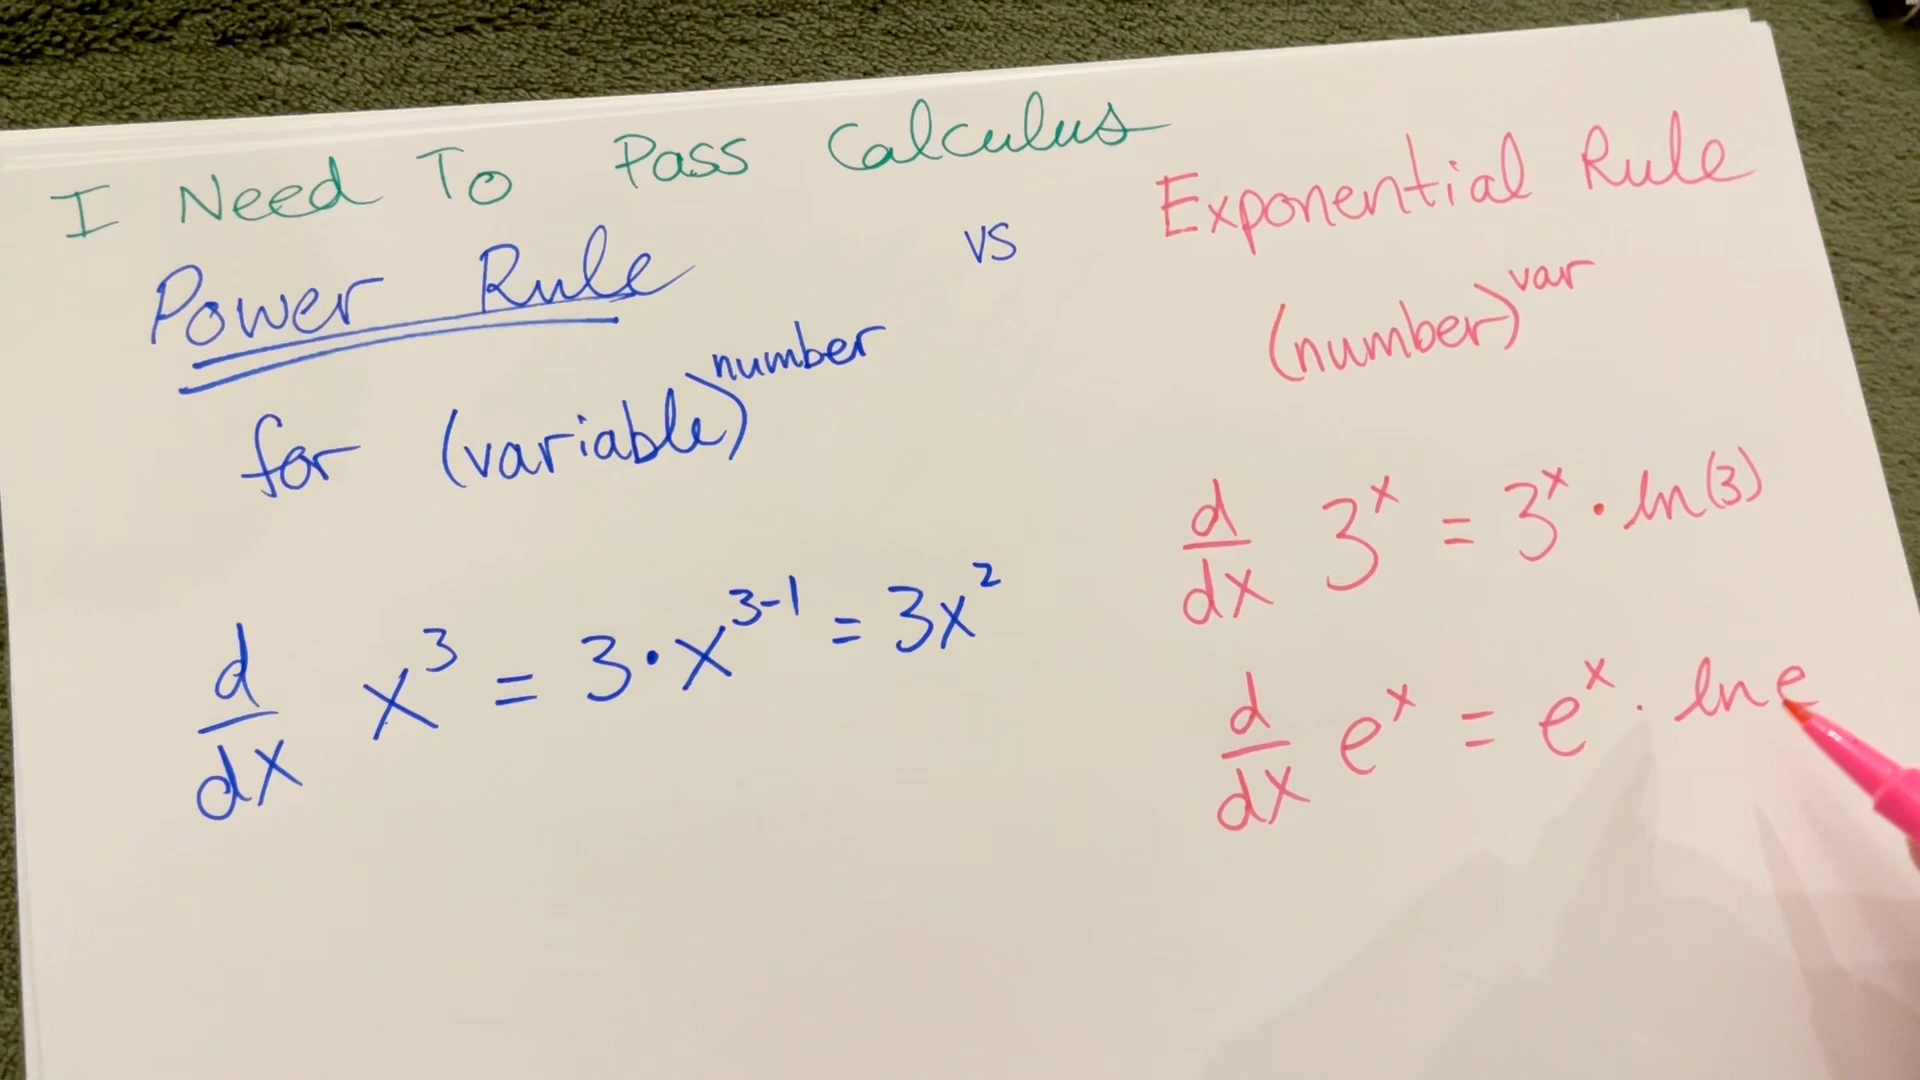 I Need To Pass Calculus
Power Rule vs Exponential Rule
for (variable)^number
(number)^var
d/dx x^3 = 3·x^(3-1) = 3x^2
d/dx 3^x = 3^x · ln(3)
d/dx e^x = e^x · ln e